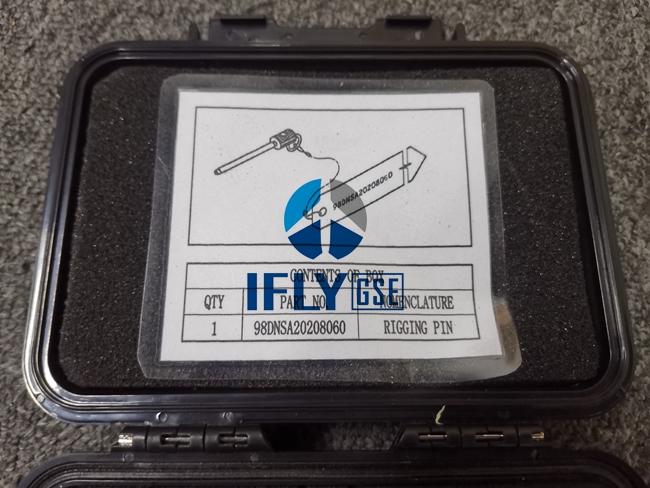 98DNSA20208060
CONTENTS OF BOX
IFLY GSE
QTY PART NO NOMENCLATURE
1 98DNSA20208060 RIGGING PIN